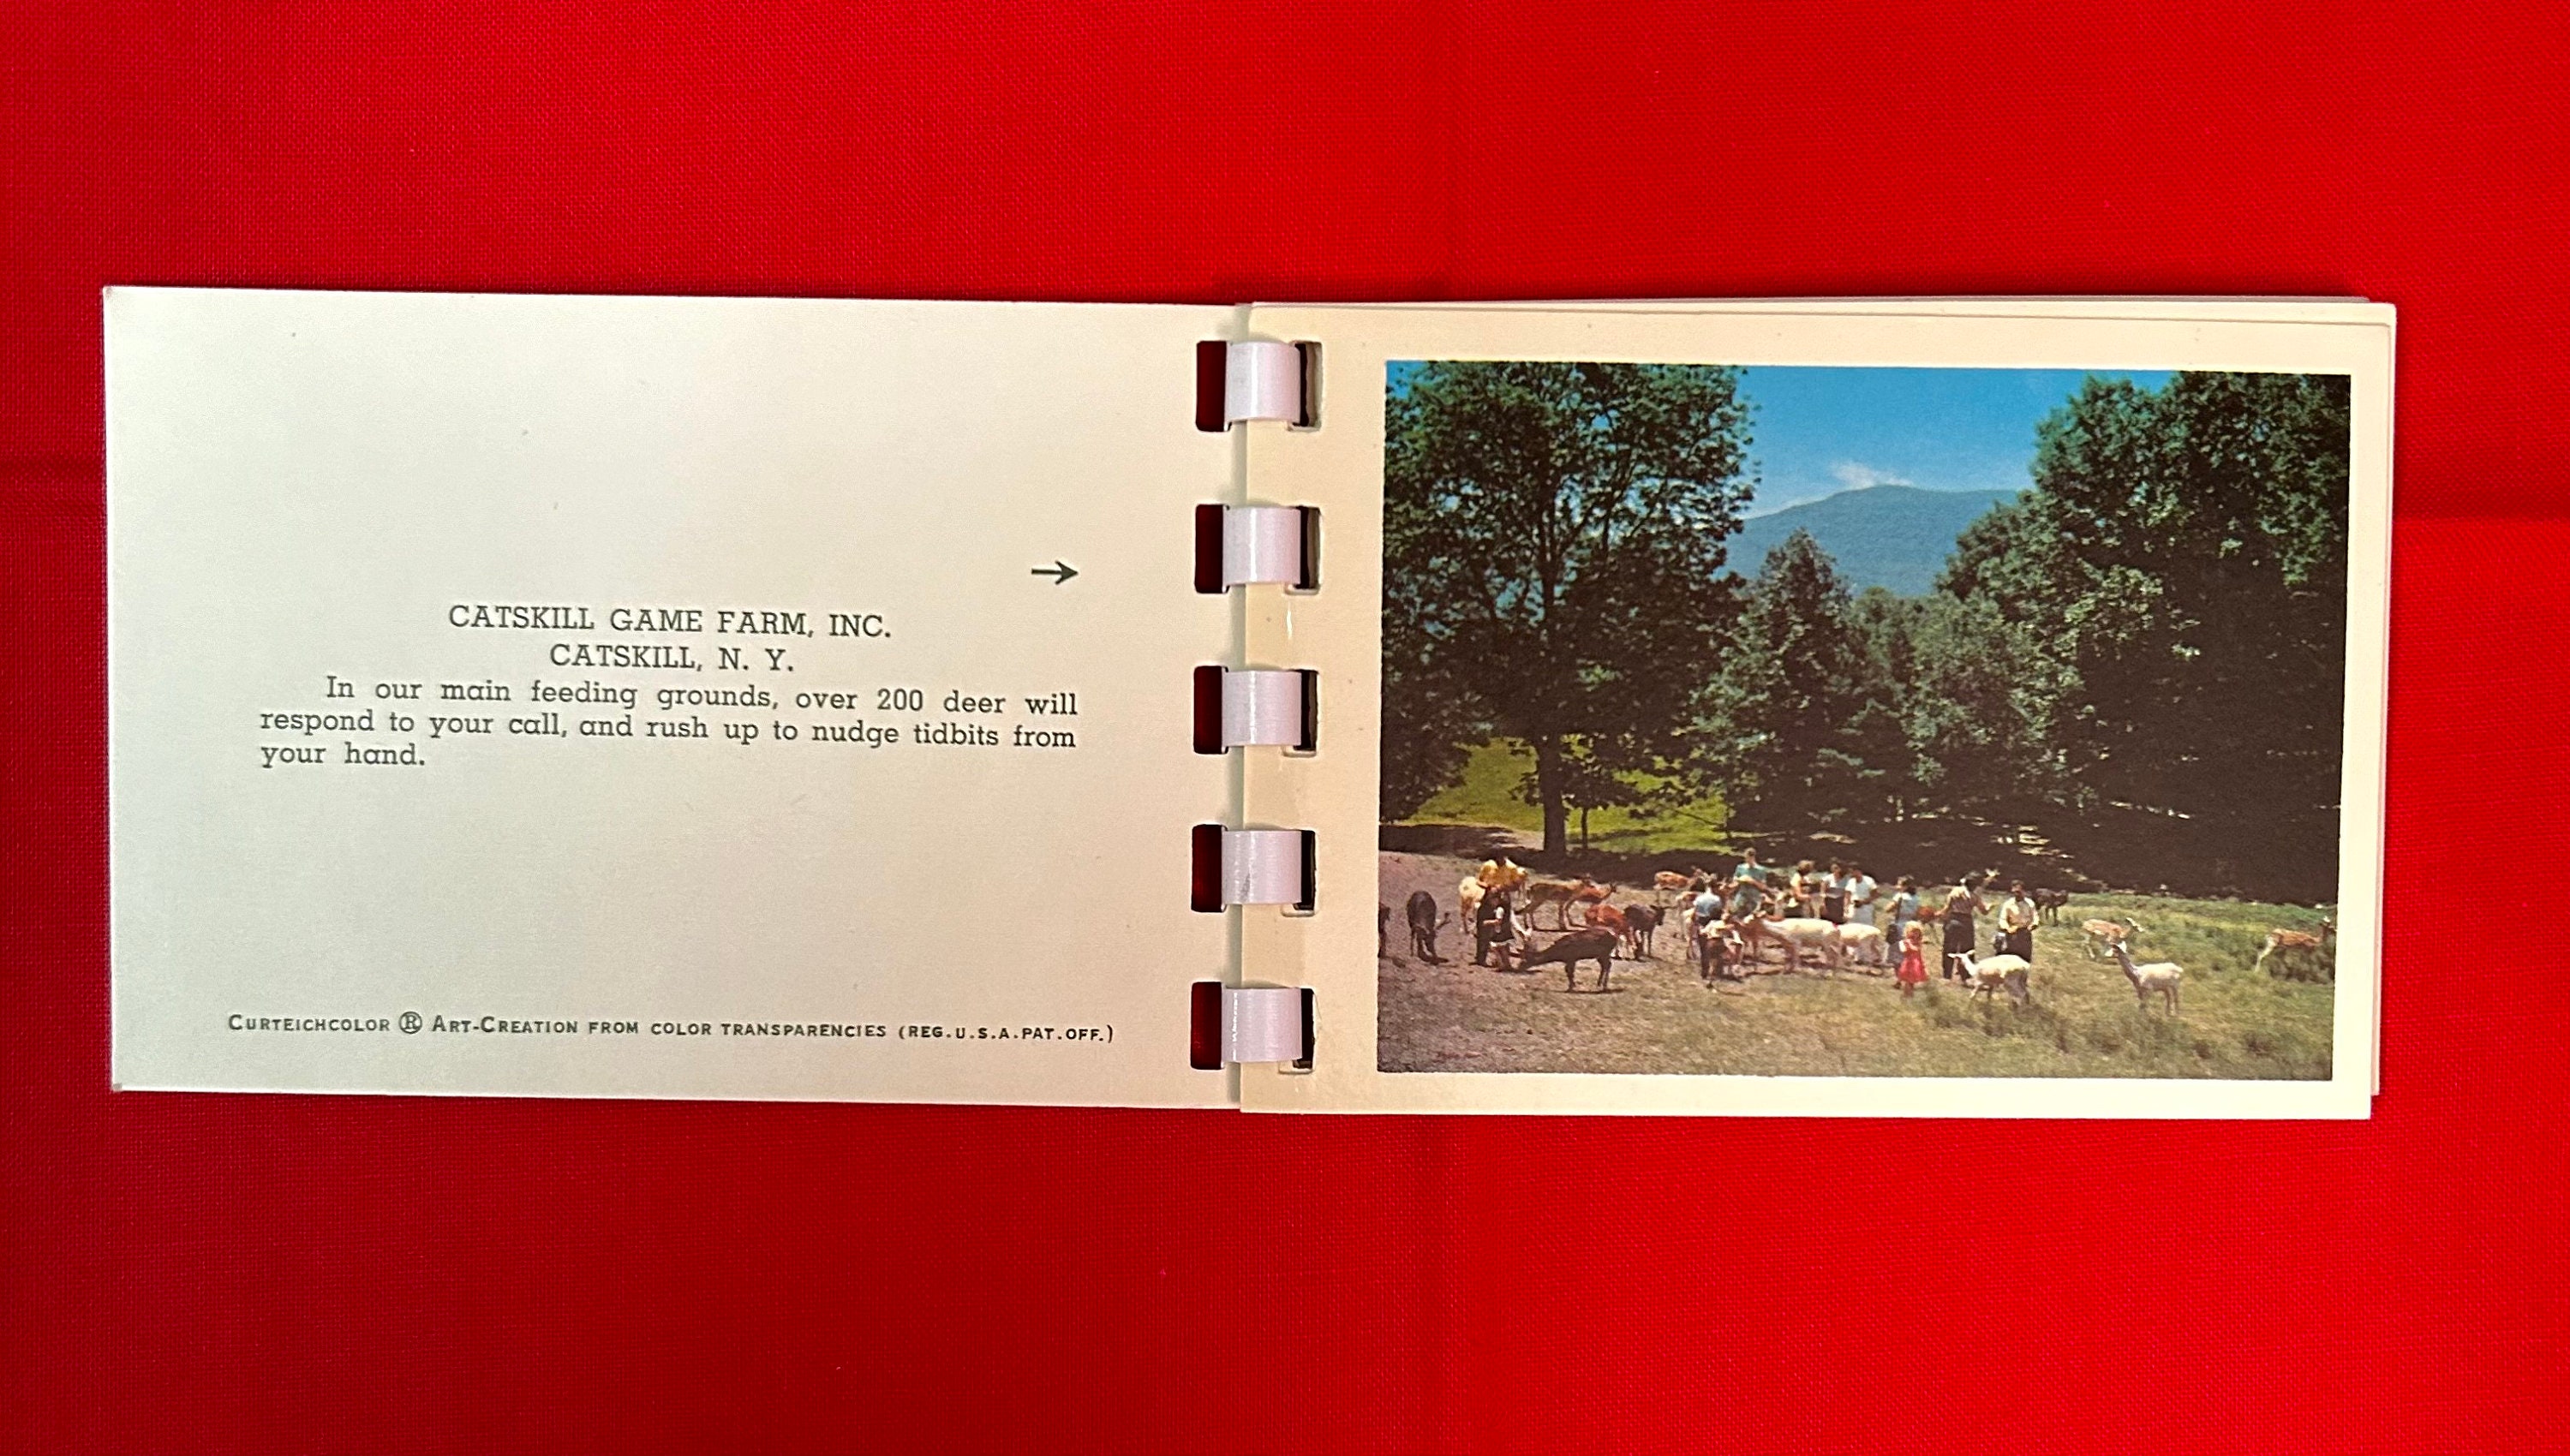 →
CATSKILL GAME FARM, INC.
CATSKILL, N. Y.
In our main feeding grounds, over 200 deer will
respond to your call, and rush up to nudge tidbits from
your hand.
CURTEICHCOLOR ® ART-CREATION FROM COLOR TRANSPARENCIES (REG.U.S.A.PAT.OFF.)